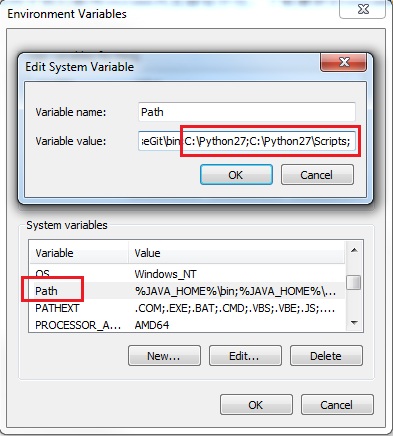 Environment Variables
Edit System Variable
Variable name: Path
Variable value: :eGit\bin;C:\Python27;C:\Python27\Scripts;
OK Cancel
System variables
Variable Value
OS Windows_NT
Path %JAVA_HOME%\bin;%JAVA_HOME%\...
PATHEXT .COM;.EXE;.BAT;.CMD;.VBS;.VBE;.JS;....
PROCESSOR_A... AMD64
New... Edit... Delete
OK Cancel